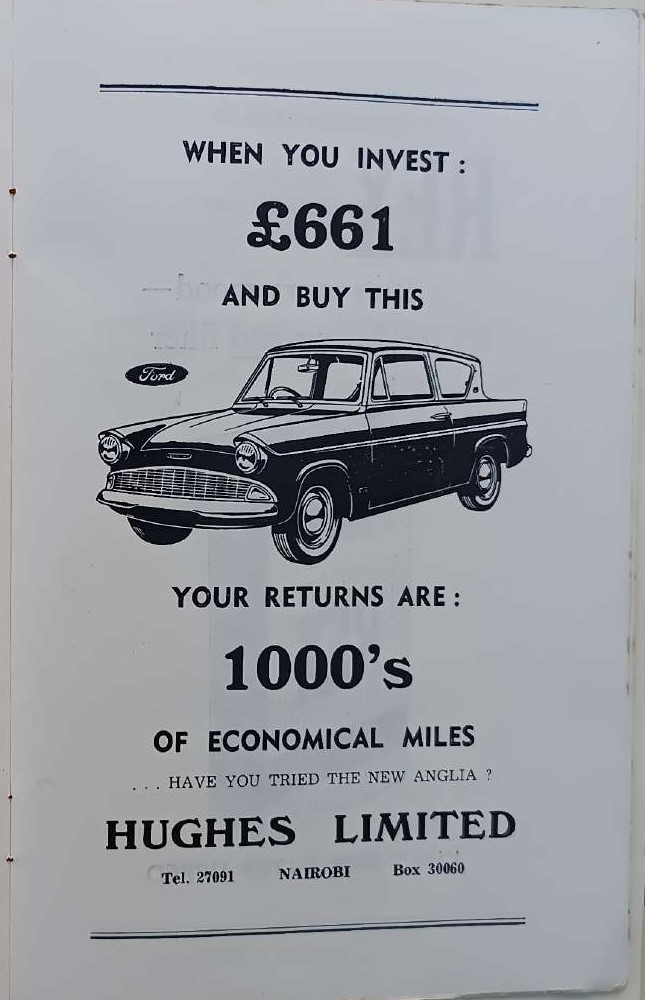 WHEN YOU INVEST :
£661
AND BUY THIS
Ford
YOUR RETURNS ARE :
1000's
OF ECONOMICAL MILES
. . . HAVE YOU TRIED THE NEW ANGLIA ?
HUGHES LIMITED
Tel. 27091 NAIROBI Box 30060